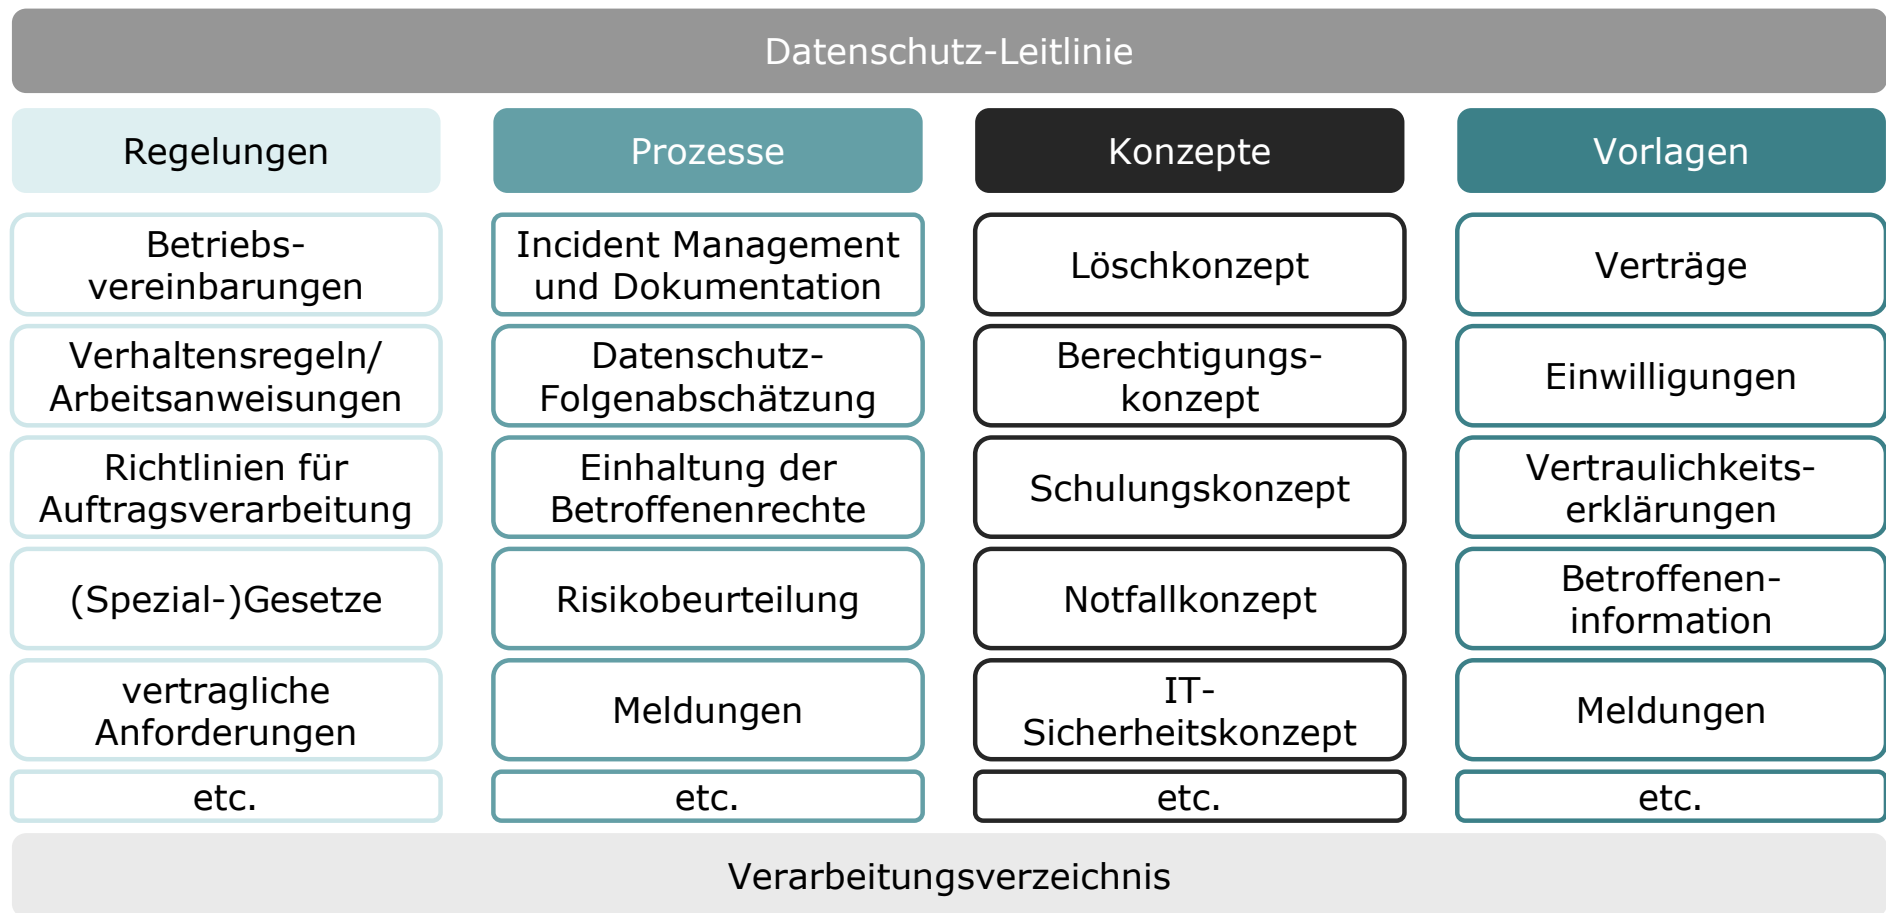 Datenschutz-Leitlinie
Regelungen
Betriebs-
vereinbarungen
Verhaltensregeln/
Arbeitsanweisungen
Richtlinien für
Auftragsverarbeitung
(Spezial-)Gesetze
vertragliche
Anforderungen
etc.
Prozesse
Incident Management
und Dokumentation
Datenschutz-
Folgenabschätzung
Einhaltung der
Betroffenenrechte
Risikobeurteilung
Meldungen
etc.
Konzepte
Löschkonzept
Berechtigungs-
konzept
Schulungskonzept
Notfallkonzept
IT-
Sicherheitskonzept
etc.
Vorlagen
Verträge
Einwilligungen
Vertraulichkeits-
erklärungen
Betroffenen-
information
Meldungen
etc.
Verarbeitungsverzeichnis